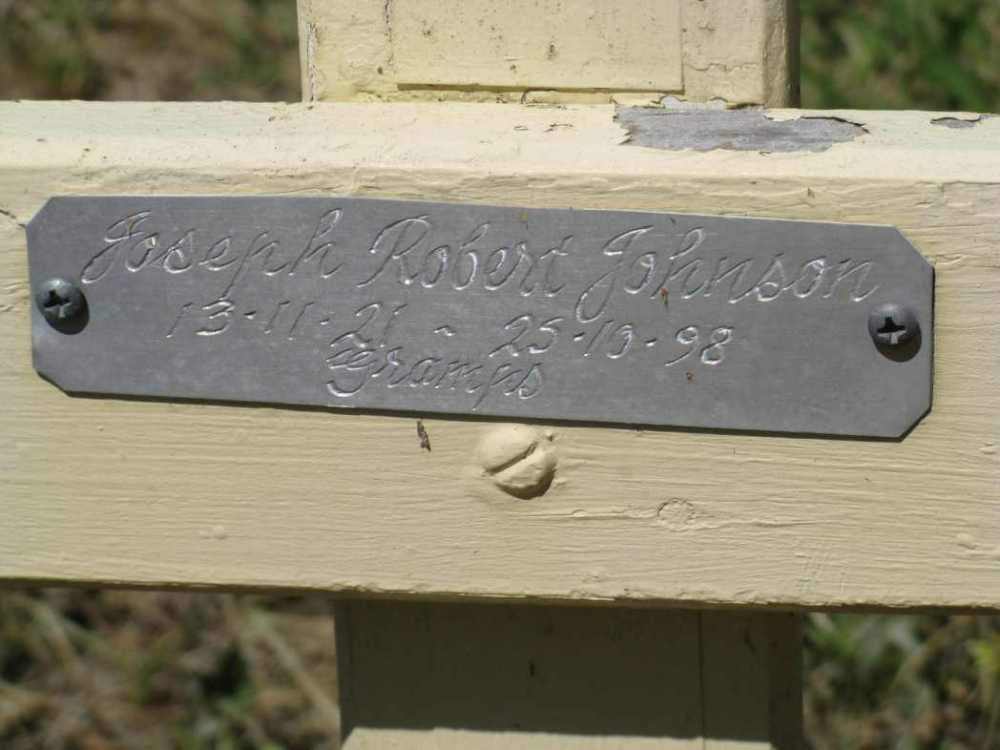 Joseph Robert Johnson
13-11-21 ~ 25-10-98
Gramps